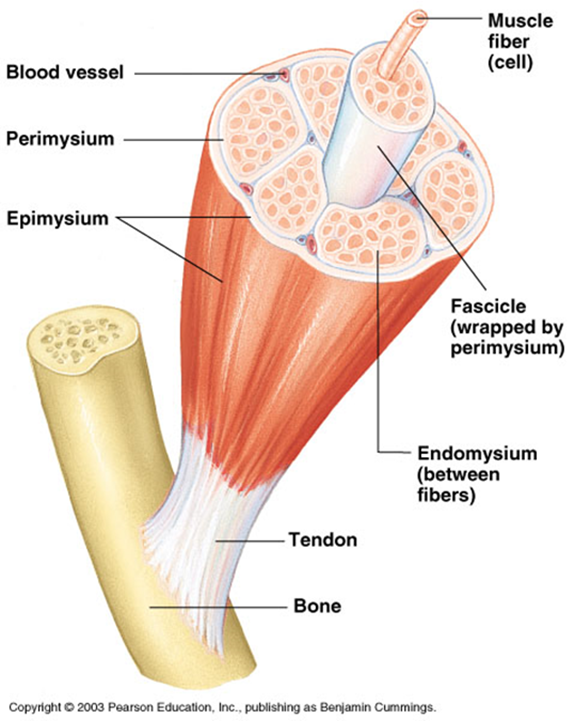 Muscle
fiber
(cell)
Blood vessel
Perimysium
Epimysium
Fascicle
(wrapped by
perimysium)
Endomysium
(between
fibers)
Tendon
Bone
Copyright © 2003 Pearson Education, Inc., publishing as Benjamin Cummings.